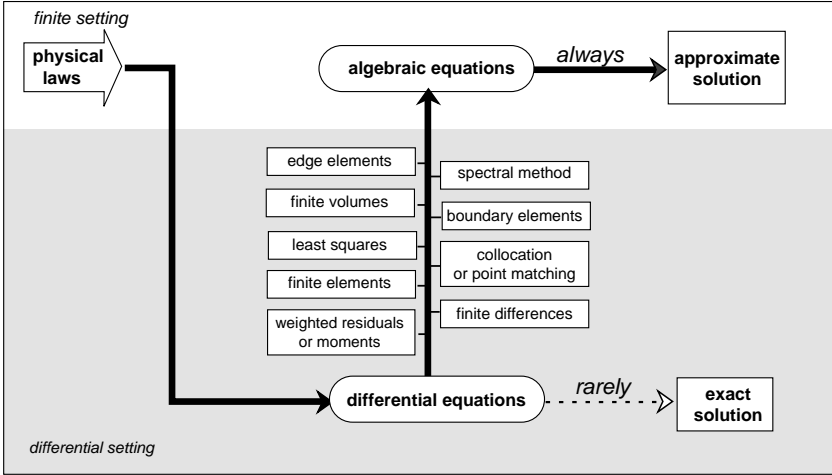 finite setting
physical
laws
algebraic equations
always
approximate
solution
edge elements
spectral method
finite volumes
boundary elements
least squares
collocation
or point matching
finite elements
finite differences
weighted residuals
or moments
differential equations
rarely
exact
solution
differential setting